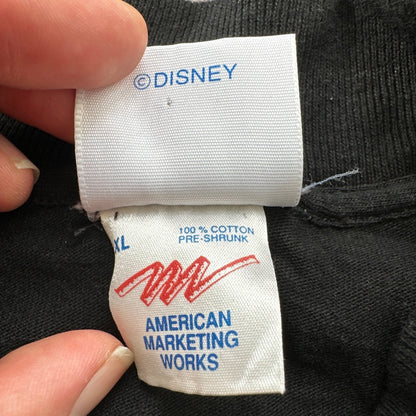 ©DISNEY
XL
100% COTTON
PRE-SHRUNK
AMERICAN
MARKETING
WORKS